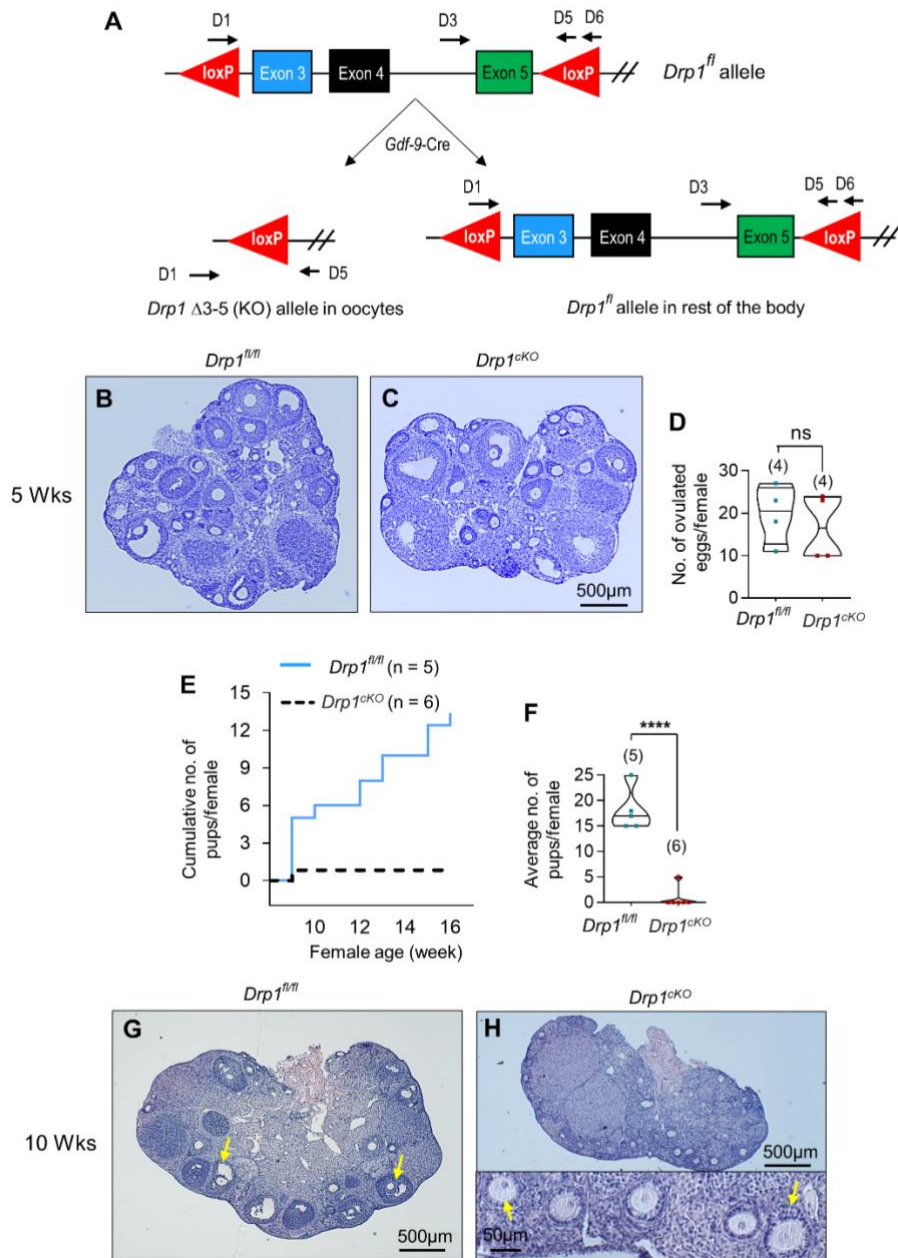 A
D1
D3
D5
D6
loxP
Exon 3
Exon 4
Exon 5
loxP
Drp1fl allele
Gdf-9-Cre
loxP
D1
D5
Drp1 Δ3-5 (KO) allele in oocytes
D1
D3
D5
D6
loxP
Exon 3
Exon 4
Exon 5
loxP
Drp1fl allele in rest of the body
5 Wks
Drp1fl/fl
B
Drp1cKO
C
500µm
D
ns
(4)
(4)
No. of ovulated
eggs/female
30
20
10
0
Drp1fl/fl
Drp1cKO
E
Drp1fl/fl (n = 5)
Drp1cKO (n = 6)
Cumulative no. of
pups/female
15
12
9
6
3
0
10
12
14
16
Female age (week)
F
****
(5)
(6)
Average no. of
pups/female
25
20
15
10
5
0
Drp1fl/fl
Drp1cKO
10 Wks
Drp1fl/fl
G
500µm
Drp1cKO
H
500µm
50µm